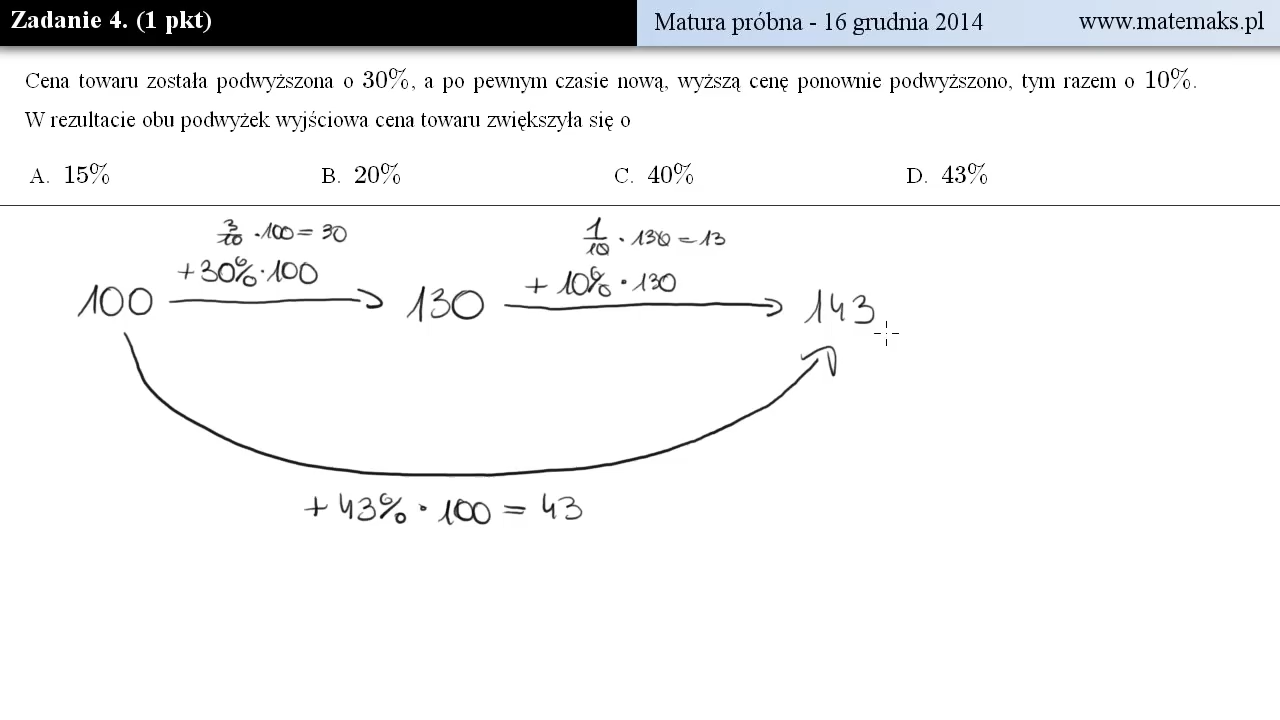 Zadanie 4. (1 pkt)
Matura próbna - 16 grudnia 2014
www.matemaks.pl
Cena towaru została podwyższona o 30%, a po pewnym czasie nową, wyższą cenę ponownie podwyższono, tym razem o 10%.
W rezultacie obu podwyżek wyjściowa cena towaru zwiększyła się o
A. 15% B. 20% C. 40% D. 43%
3/10 · 100 = 30
1/10 · 130 = 13
+30% · 100
+ 10% · 130
100 → 130 → 143
+ 43% · 100 = 43